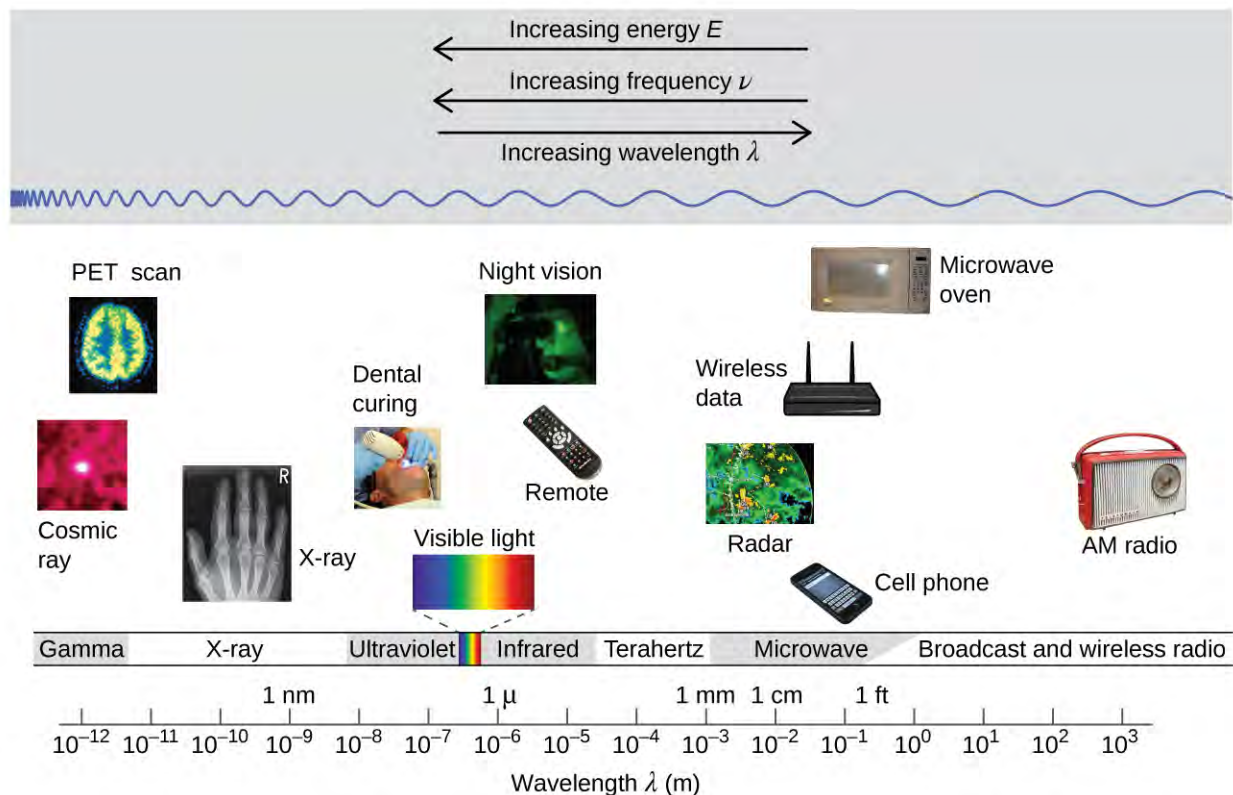 Increasing energy E
Increasing frequency ν
Increasing wavelength λ
PET scan
Night vision
Microwave
oven
Dental
curing
Wireless
data
Cosmic
ray
R
X-ray
Remote
Visible light
Radar
Cell phone
AM radio
Gamma X-ray Ultraviolet Infrared Terahertz Microwave Broadcast and wireless radio
1 nm 1 µ 1 mm 1 cm 1 ft
10⁻¹² 10⁻¹¹ 10⁻¹⁰ 10⁻⁹ 10⁻⁸ 10⁻⁷ 10⁻⁶ 10⁻⁵ 10⁻⁴ 10⁻³ 10⁻² 10⁻¹ 10⁰ 10¹ 10² 10³
Wavelength λ (m)